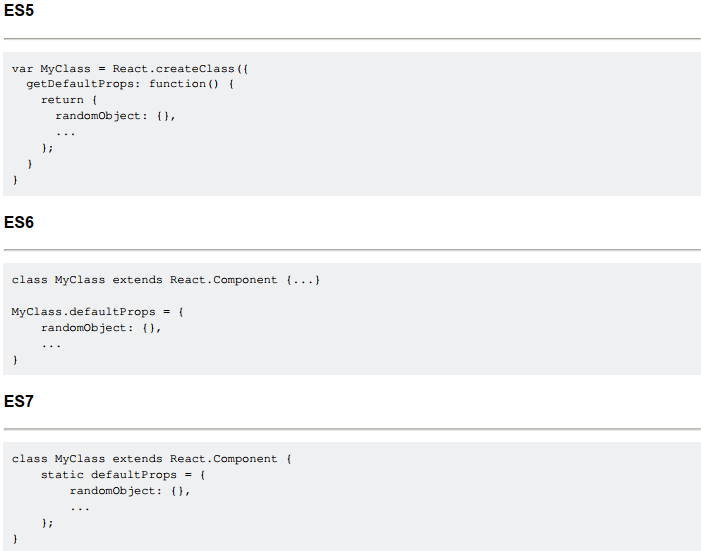 ES5
var MyClass = React.createClass({
  getDefaultProps: function() {
    return {
      randomObject: {},
      ...
    };
  }
}
ES6
class MyClass extends React.Component {...}
MyClass.defaultProps = {
    randomObject: {},
    ...
}
ES7
class MyClass extends React.Component {
    static defaultProps = {
        randomObject: {},
        ...
    };
}